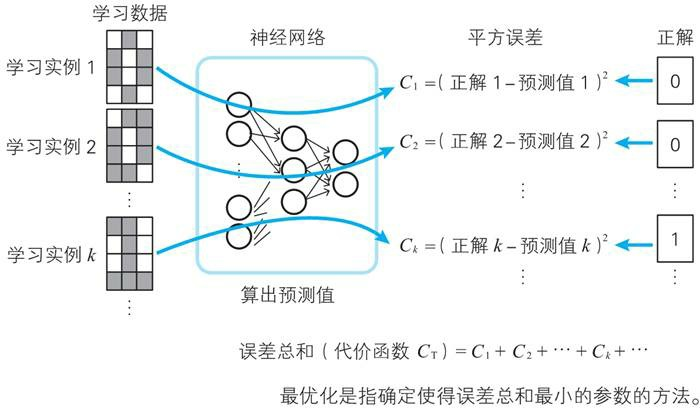 学习数据
神经网络
平方误差
正解
学习实例 1
C₁ =( 正解 1 − 预测值 1 )²
0
学习实例 2
C₂ =( 正解 2 − 预测值 2 )²
0
⋮
⋮
⋮
学习实例 k
Cₖ =( 正解 k − 预测值 k )²
1
⋮
⋮
⋮
算出预测值
误差总和 ( 代价函数 C_T ) = C₁ + C₂ + ⋯ + Cₖ + ⋯
最优化是指确定使得误差总和最小的参数的方法。